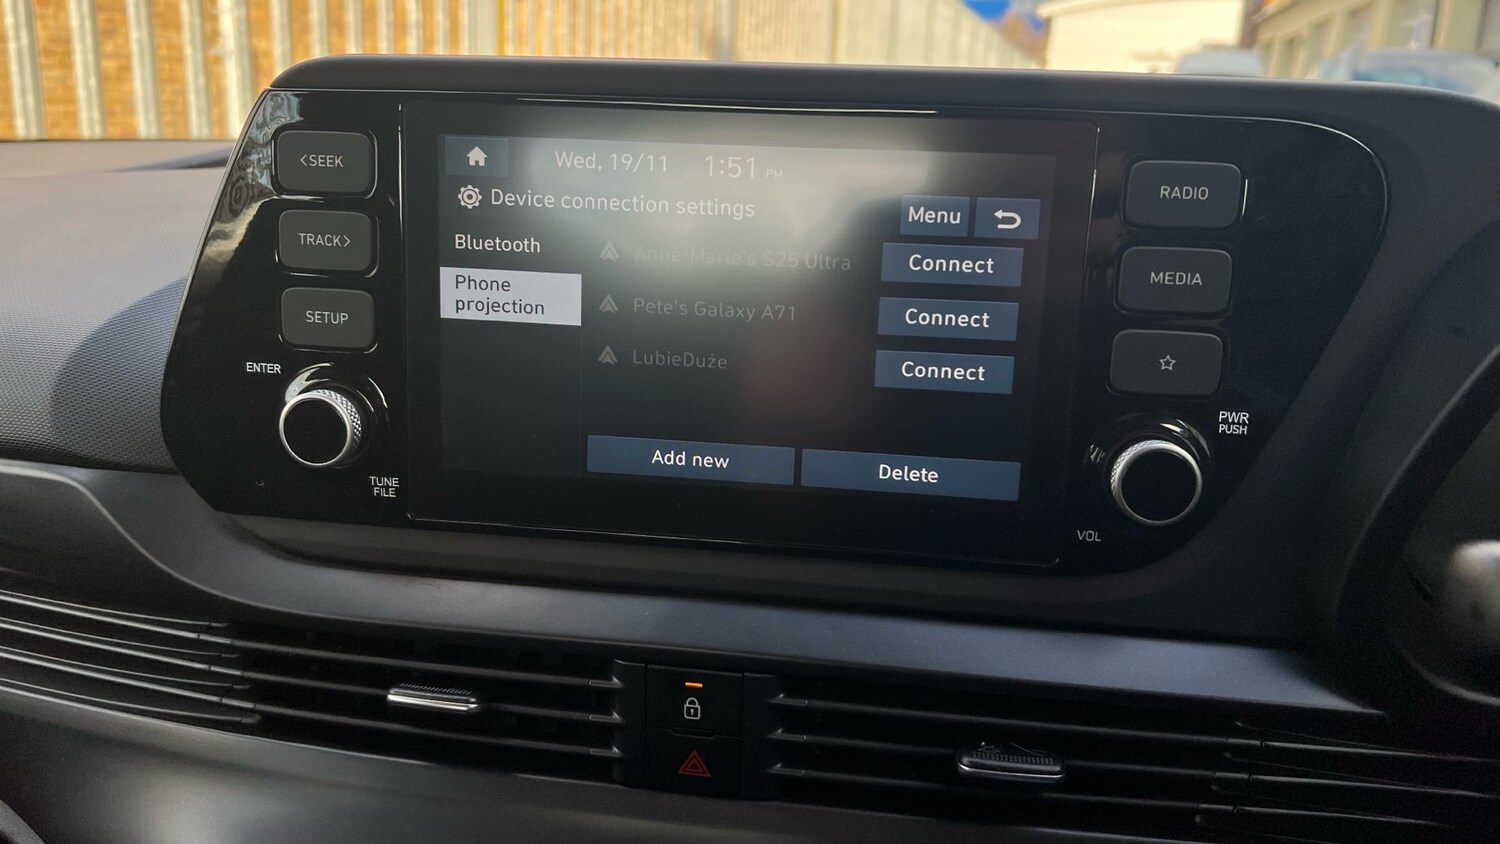 <SEEK
TRACK>
SETUP
ENTER
TUNE
FILE
Wed, 19/11 1:51 PM
Device connection settings
Menu
Bluetooth
Phone
projection
Anne-Marie's S25 Ultra
Connect
Pete's Galaxy A71
Connect
LubieDuże
Connect
Add new
Delete
RADIO
MEDIA
PWR
PUSH
VOL